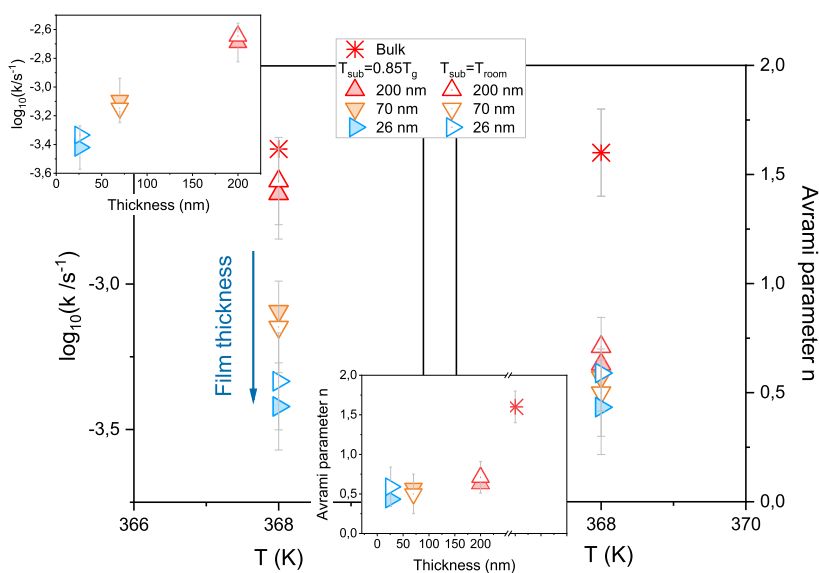 -2,6
-2,8
-3,0
-3,2
-3,4
-3,6
log₁₀(k/s⁻¹)
0 25 50 75 100 125 150 175 200
Thickness (nm)
Bulk
Tsub=0.85Tg Tsub=Troom
200 nm 200 nm
70 nm 70 nm
26 nm 26 nm
-3,0
-3,5
log₁₀(k /s⁻¹)
Film thickness
366 368
T (K)
2,0
1,5
1,0
0,5
0,0
Avrami parameter n
2,0
1,5
1,0
0,5
0,0
Avrami parameter n
0 50 100 150 200
Thickness (nm)
368 370
T (K)